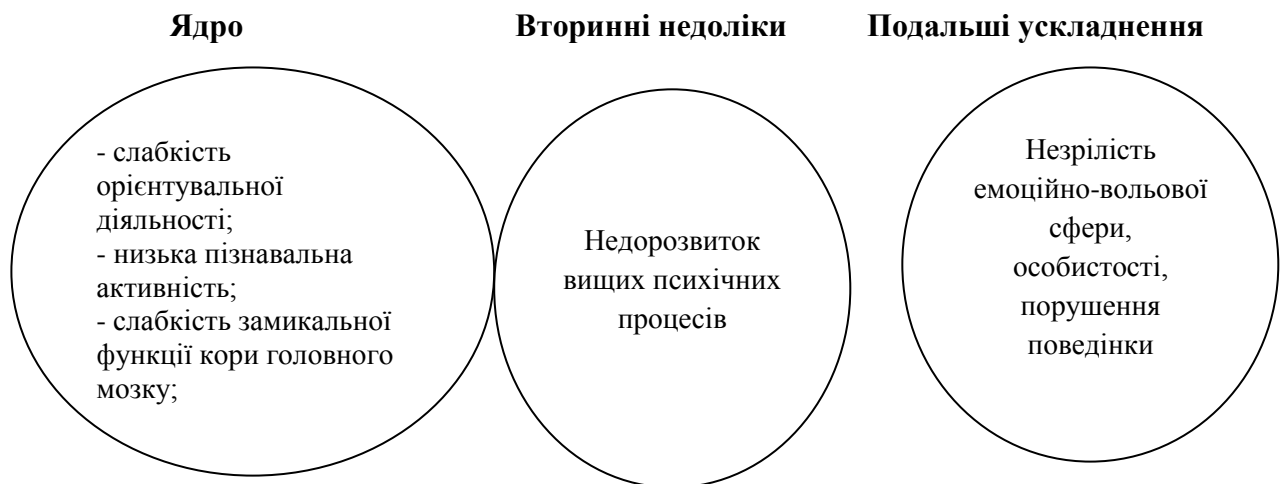 Ядро
Вторинні недоліки
Подальші ускладнення
- слабкість
орієнтувальної
діяльності;
- низька пізнавальна
активність;
- слабкість замикальної
функції кори головного
мозку;
Недорозвиток
вищих психічних
процесів
Незрілість
емоційно-вольової
сфери,
особистості,
порушення
поведінки